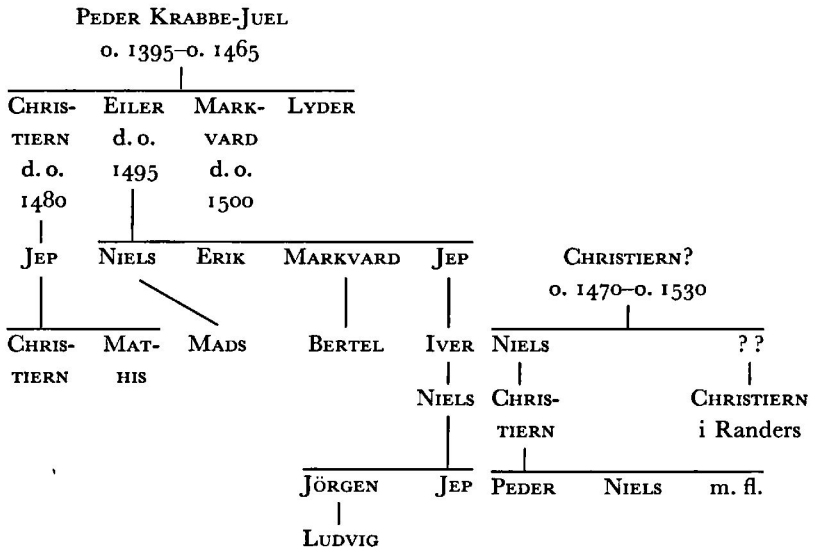 PEDER KRABBE-JUEL
o. 1395–o. 1465
CHRIS- EILER MARK- LYDER
TIERN d. o. VARD
d. o. 1495 d. o.
1480 1500
JEP NIELS ERIK MARKVARD JEP CHRISTIERN?
o. 1470–o. 1530
CHRIS- MAT- MADS BERTEL IVER NIELS ? ?
TIERN HIS
NIELS CHRIS- CHRISTIERN
TIERN i Randers
JÖRGEN JEP PEDER NIELS m. fl.
LUDVIG